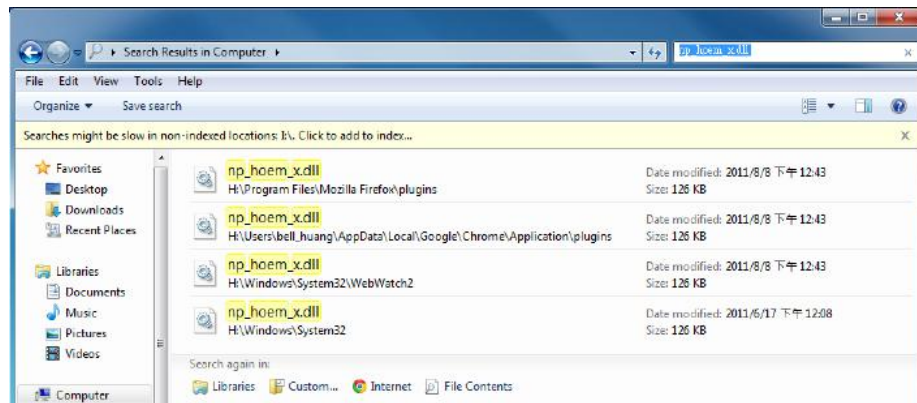 Search Results in Computer
np_hoem_x.dll
File Edit View Tools Help
Organize Save search
Searches might be slow in non-indexed locations: I:\. Click to add to index...
Favorites
Desktop
Downloads
Recent Places
Libraries
Documents
Music
Pictures
Videos
Computer
np_hoem_x.dll
H:\Program Files\Mozilla Firefox\plugins
Date modified: 2011/8/8 下午 12:43
Size: 126 KB
np_hoem_x.dll
H:\Users\bell_huang\AppData\Local\Google\Chrome\Application\plugins
Date modified: 2011/8/8 下午 12:43
Size: 126 KB
np_hoem_x.dll
H:\Windows\System32\WebWatch2
Date modified: 2011/8/8 下午 12:43
Size: 126 KB
np_hoem_x.dll
H:\Windows\System32
Date modified: 2011/6/17 下午 12:08
Size: 126 KB
Search again in:
Libraries Custom... Internet File Contents